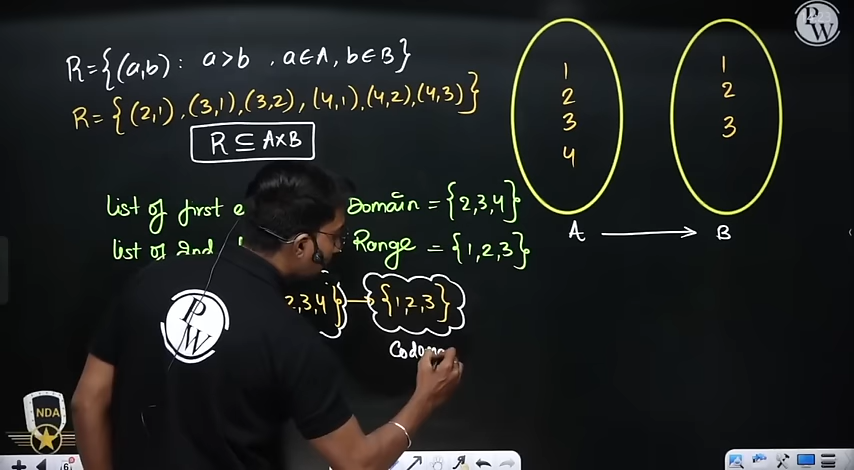 R={(a,b): a>b , a∈A, b∈B}
R={(2,1),(3,1),(3,2),(4,1),(4,2),(4,3)}
R ⊆ A×B
List of first
Domain = {2,3,4}
List of 2nd
Range = {1,2,3}
2,3,4} → {1,2,3}
1
2
3
4
1
2
3
A → B
PW
PW
NDA
6